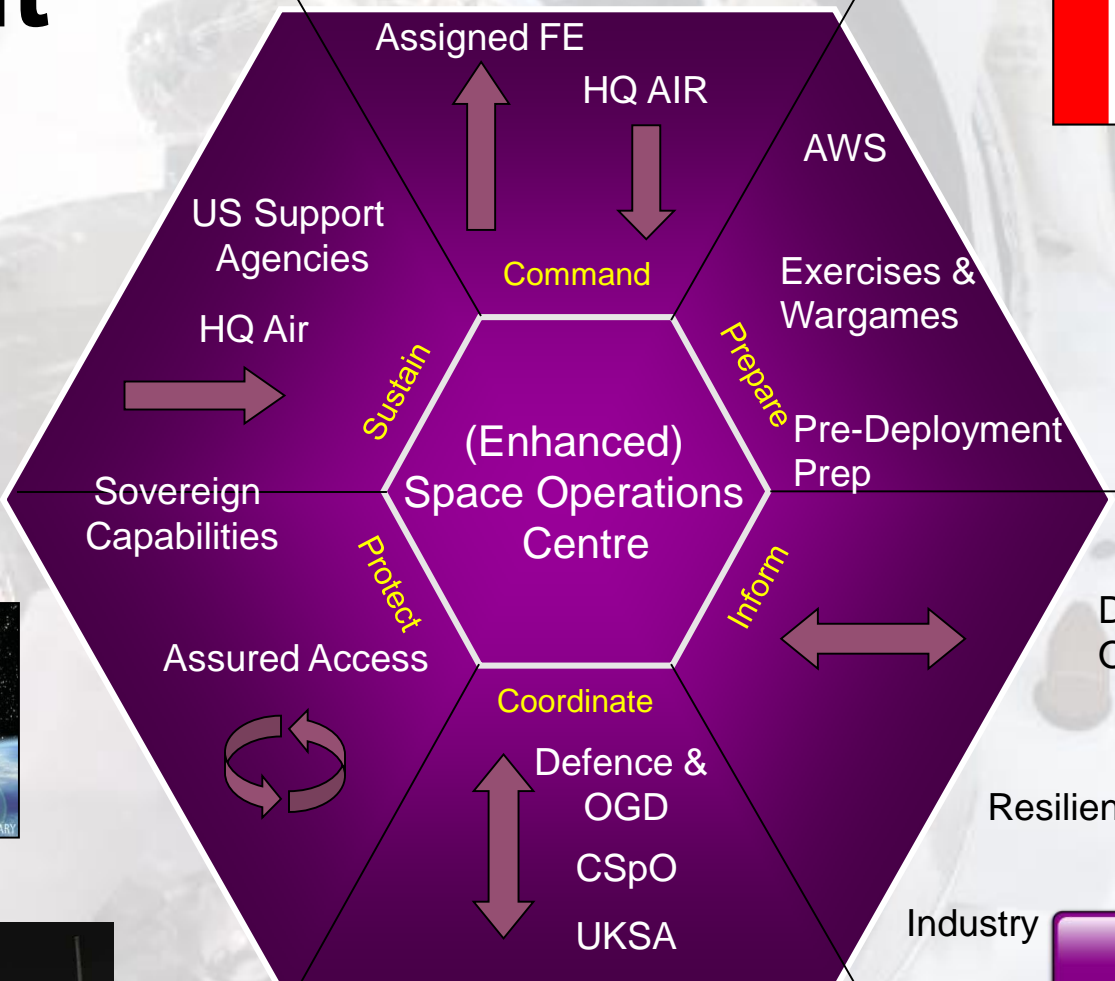 Assigned FE
HQ AIR
AWS
US Support
Agencies
Command
Exercises &
Wargames
HQ Air
Sustain
Prepare
Pre-Deployment
Prep
(Enhanced)
Space Operations
Centre
Sovereign
Capabilities
Protect
Inform
Assured Access
Coordinate
Defence &
OGD
CSpO
UKSA
Resilien
Industry